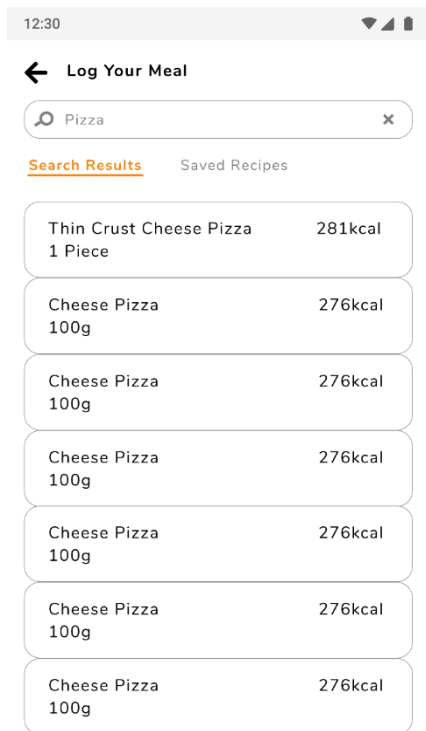 12:30
Log Your Meal
Pizza
Search Results Saved Recipes
Thin Crust Cheese Pizza 281kcal
1 Piece
Cheese Pizza 276kcal
100g
Cheese Pizza 276kcal
100g
Cheese Pizza 276kcal
100g
Cheese Pizza 276kcal
100g
Cheese Pizza 276kcal
100g
Cheese Pizza 276kcal
100g